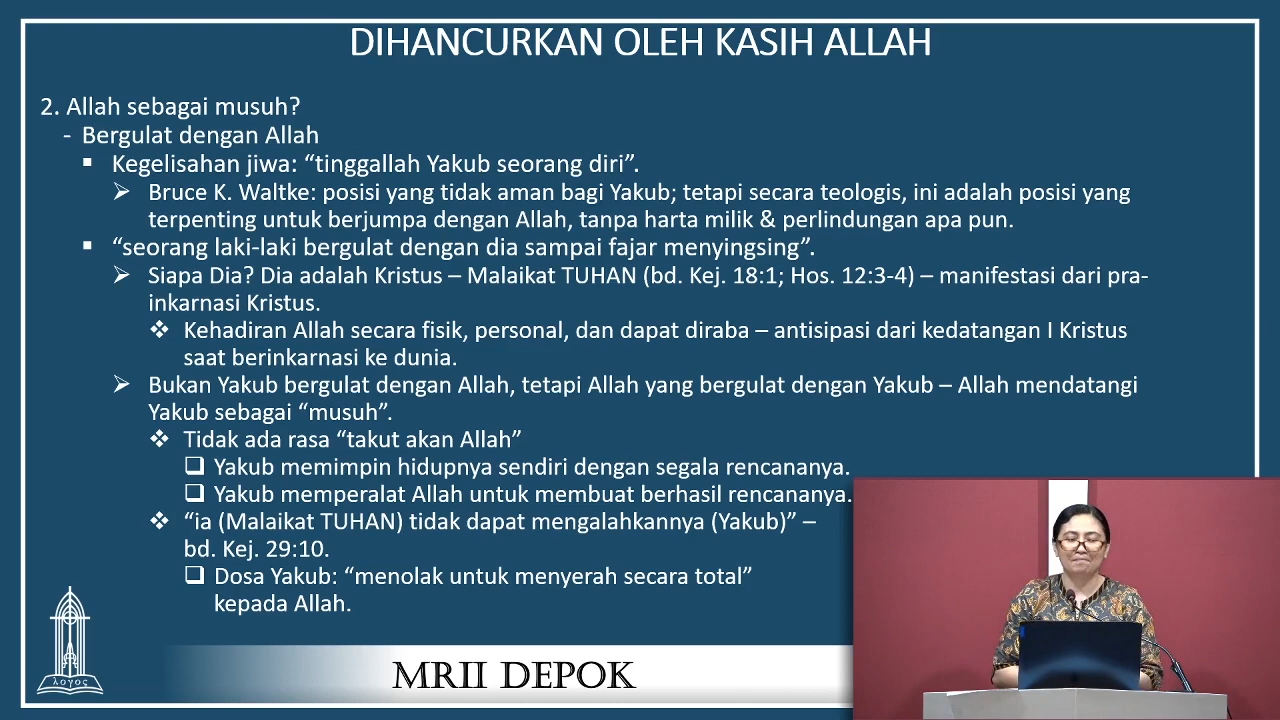 DIHANCURKAN OLEH KASIH ALLAH
2. Allah sebagai musuh?
- Bergulat dengan Allah
▪ Kegelisahan jiwa: “tinggallah Yakub seorang diri”.
➢ Bruce K. Waltke: posisi yang tidak aman bagi Yakub; tetapi secara teologis, ini adalah posisi yang
terpenting untuk berjumpa dengan Allah, tanpa harta milik & perlindungan apa pun.
▪ “seorang laki-laki bergulat dengan dia sampai fajar menyingsing”.
➢ Siapa Dia? Dia adalah Kristus – Malaikat TUHAN (bd. Kej. 18:1; Hos. 12:3-4) – manifestasi dari pra-
inkarnasi Kristus.
❖ Kehadiran Allah secara fisik, personal, dan dapat diraba – antisipasi dari kedatangan I Kristus
saat berinkarnasi ke dunia.
➢ Bukan Yakub bergulat dengan Allah, tetapi Allah yang bergulat dengan Yakub – Allah mendatangi
Yakub sebagai “musuh”.
❖ Tidak ada rasa “takut akan Allah”
❑ Yakub memimpin hidupnya sendiri dengan segala rencananya.
❑ Yakub memperalat Allah untuk membuat berhasil rencananya.
❖ “ia (Malaikat TUHAN) tidak dapat mengalahkannya (Yakub)” –
bd. Kej. 29:10.
❑ Dosa Yakub: “menolak untuk menyerah secara total”
kepada Allah.
λογος
MRII DEPOK